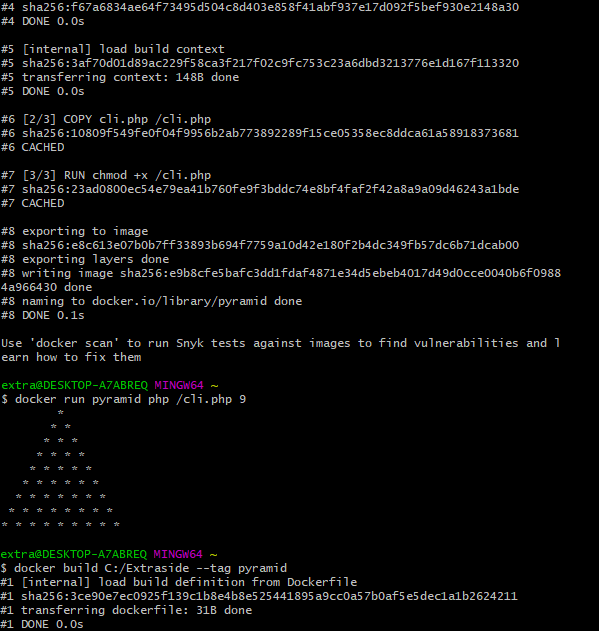 #4 sha256:f67a6834ae64f73495d504c8d403e858f41abf937e17d092f5bef930e2148a30
#4 DONE 0.0s
#5 [internal] load build context
#5 sha256:3af70d01d89ac229f58ca3f217f02c9fc753c23a6dbd3213776e1d167f113320
#5 transferring context: 148B done
#5 DONE 0.0s
#6 [2/3] COPY cli.php /cli.php
#6 sha256:10809f549fe0f04f9956b2ab773892289f15ce05358ec8ddca61a58918373681
#6 CACHED
#7 [3/3] RUN chmod +x /cli.php
#7 sha256:23ad0800ec54e79ea41b760fe9f3bddc74e8bf4faf2f42a8a9a09d46243a1bde
#7 CACHED
#8 exporting to image
#8 sha256:e8c613e07b0b7ff33893b694f7759a10d42e180f2b4dc349fb57dc6b71dcab00
#8 exporting layers done
#8 writing image sha256:e9b8cfe5bafc3dd1fdaf4871e34d5ebeb4017d49d0cce0040b6f0988
4a966430 done
#8 naming to docker.io/library/pyramid done
#8 DONE 0.1s
Use 'docker scan' to run Snyk tests against images to find vulnerabilities and l
earn how to fix them
extra@DESKTOP-A7ABREQ MINGW64 ~
$ docker run pyramid php /cli.php 9
        *
       * *
      * * *
     * * * *
    * * * * *
   * * * * * *
  * * * * * * *
 * * * * * * * *
* * * * * * * * *
extra@DESKTOP-A7ABREQ MINGW64 ~
$ docker build C:/Extraside --tag pyramid
#1 [internal] load build definition from Dockerfile
#1 sha256:3ce90e7ec0925f139c1b8e4b8e525441895a9cc0a57b0af5e5dec1a1b2624211
#1 transferring dockerfile: 31B done
#1 DONE 0.0s